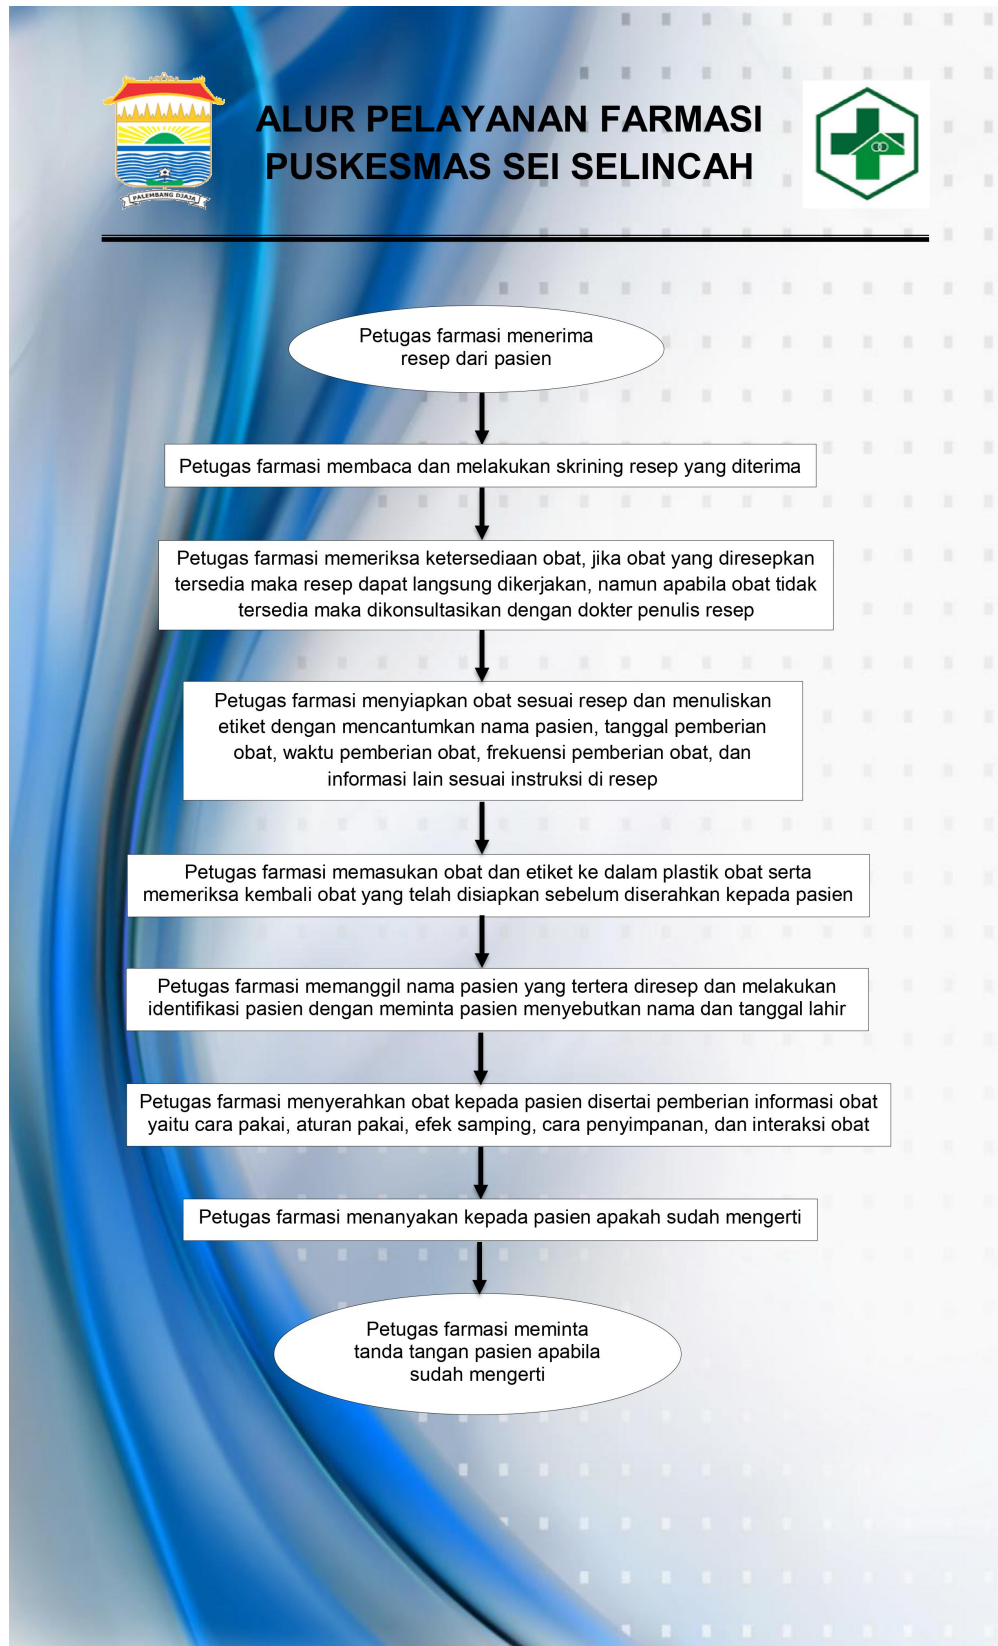 ALUR PELAYANAN FARMASI
PUSKESMAS SEI SELINCAH
PALEMBANG DJAJA
Petugas farmasi menerima
resep dari pasien
Petugas farmasi membaca dan melakukan skrining resep yang diterima
Petugas farmasi memeriksa ketersediaan obat, jika obat yang diresepkan
tersedia maka resep dapat langsung dikerjakan, namun apabila obat tidak
tersedia maka dikonsultasikan dengan dokter penulis resep
Petugas farmasi menyiapkan obat sesuai resep dan menuliskan
etiket dengan mencantumkan nama pasien, tanggal pemberian
obat, waktu pemberian obat, frekuensi pemberian obat, dan
informasi lain sesuai instruksi di resep
Petugas farmasi memasukan obat dan etiket ke dalam plastik obat serta
memeriksa kembali obat yang telah disiapkan sebelum diserahkan kepada pasien
Petugas farmasi memanggil nama pasien yang tertera diresep dan melakukan
identifikasi pasien dengan meminta pasien menyebutkan nama dan tanggal lahir
Petugas farmasi menyerahkan obat kepada pasien disertai pemberian informasi obat
yaitu cara pakai, aturan pakai, efek samping, cara penyimpanan, dan interaksi obat
Petugas farmasi menanyakan kepada pasien apakah sudah mengerti
Petugas farmasi meminta
tanda tangan pasien apabila
sudah mengerti